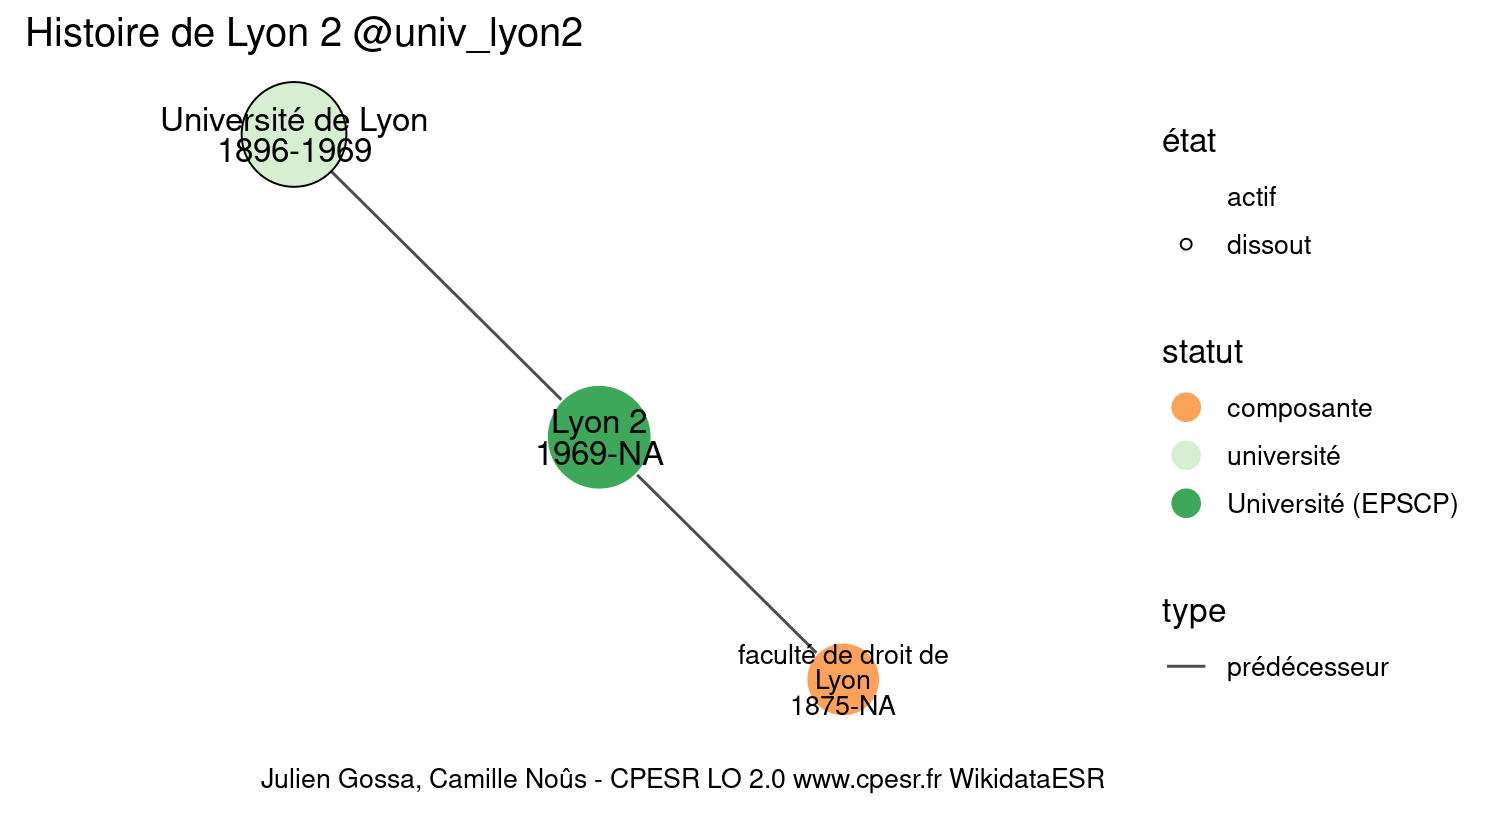 Histoire de Lyon 2 @univ_lyon2
Université de Lyon
1896-1969
Lyon 2
1969-NA
faculté de droit de
Lyon
1875-NA
état
actif
dissout
statut
composante
université
Université (EPSCP)
type
prédécesseur
Julien Gossa, Camille Noûs - CPESR LO 2.0 www.cpesr.fr WikidataESR